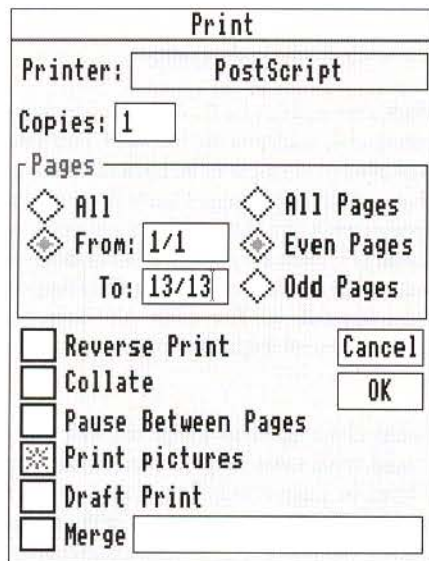 Print
Printer: PostScript
Copies: 1
Pages
All
All Pages
From: 1/1
Even Pages
To: 13/13
Odd Pages
Reverse Print
Cancel
Collate
OK
Pause Between Pages
Print pictures
Draft Print
Merge